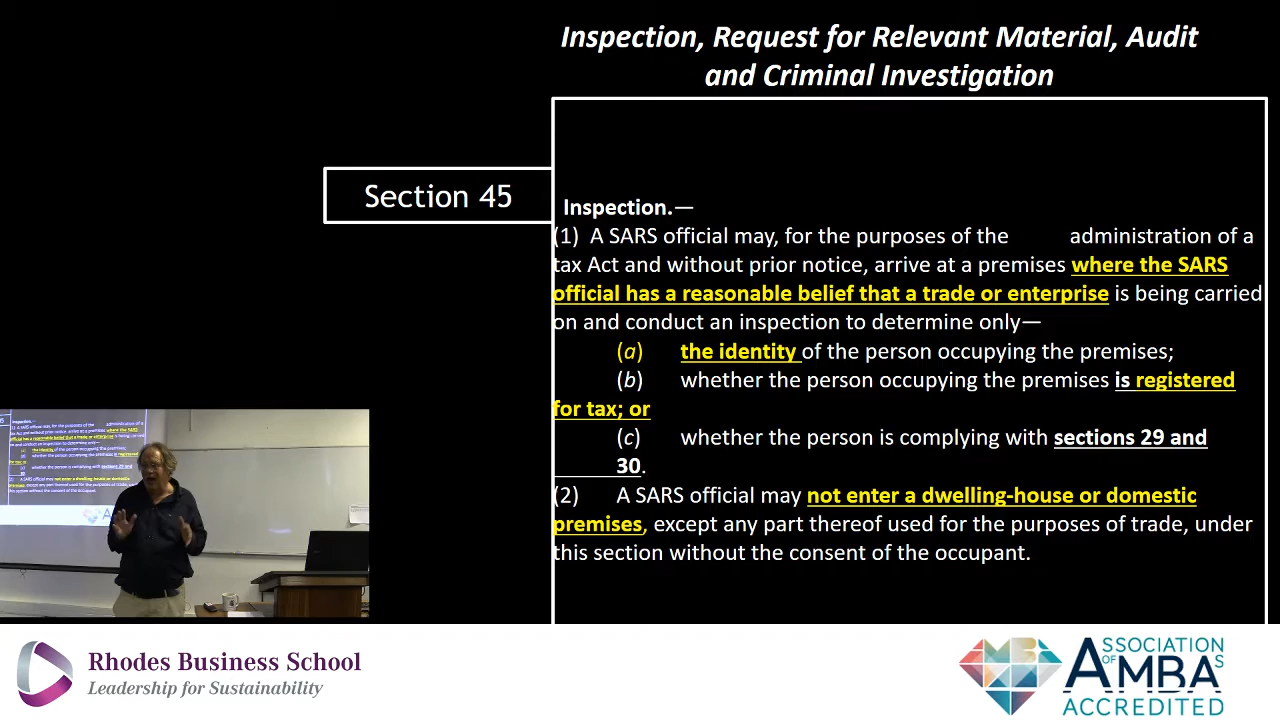 Inspection, Request for Relevant Material, Audit
and Criminal Investigation
Section 45
Inspection.—
(1) A SARS official may, for the purposes of the administration of a
tax Act and without prior notice, arrive at a premises where the SARS
official has a reasonable belief that a trade or enterprise is being carried
on and conduct an inspection to determine only—
(a) the identity of the person occupying the premises;
(b) whether the person occupying the premises is registered
for tax; or
(c) whether the person is complying with sections 29 and
30.
(2) A SARS official may not enter a dwelling-house or domestic
premises, except any part thereof used for the purposes of trade, under
this section without the consent of the occupant.
Rhodes Business School
Leadership for Sustainability
ASSOCIATION
OF
MBAs
AMBA
ACCREDITED